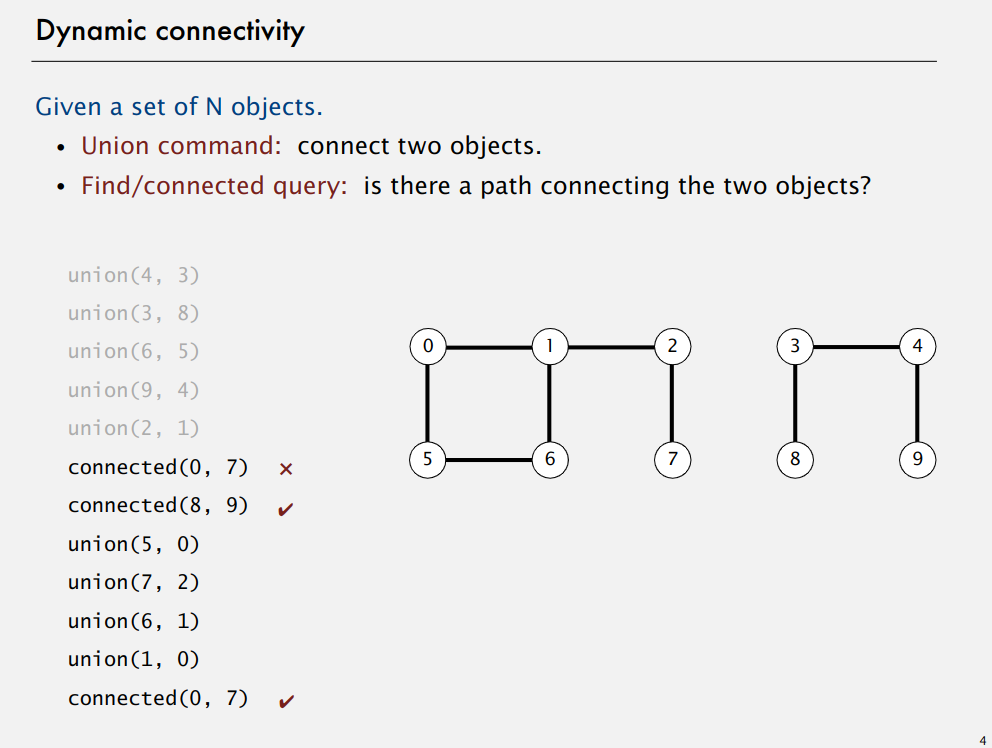 Dynamic connectivity
Given a set of N objects.
• Union command: connect two objects.
• Find/connected query: is there a path connecting the two objects?
union(4, 3)
union(3, 8)
union(6, 5)
union(9, 4)
union(2, 1)
connected(0, 7) ×
connected(8, 9) ✔
union(5, 0)
union(7, 2)
union(6, 1)
union(1, 0)
connected(0, 7) ✔
0 1 2 3 4
5 6 7 8 9
4